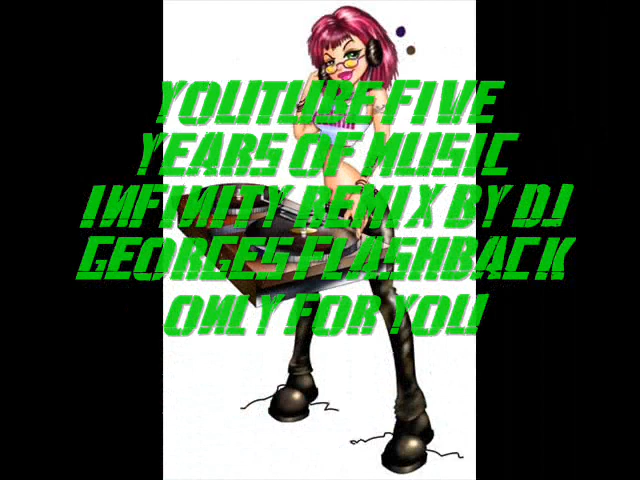 YOUTUBE FIVE
YEARS OF MUSIC
INFINITY REMIX BY DJ
GEORGES FLASHBACK
ONLY FOR YOU